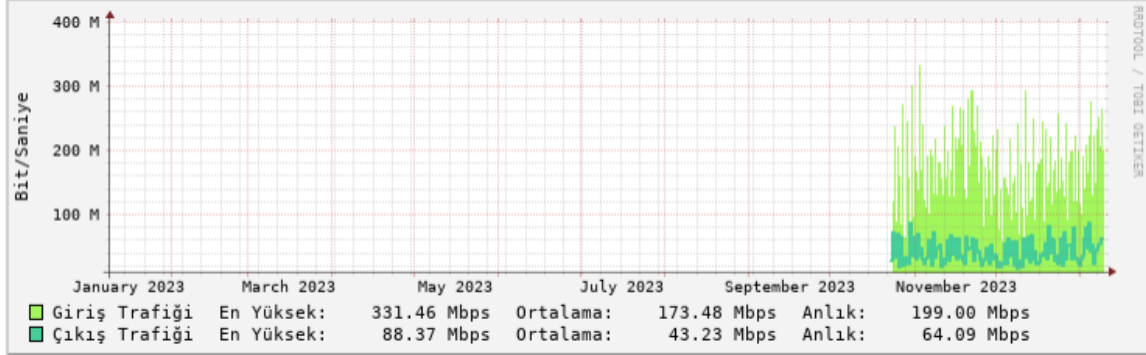 400 M
300 M
200 M
100 M
Bit/Saniye
January 2023 March 2023 May 2023 July 2023 September 2023 November 2023
Giriş Trafiği En Yüksek: 331.46 Mbps Ortalama: 173.48 Mbps Anlık: 199.00 Mbps
Çıkış Trafiği En Yüksek: 88.37 Mbps Ortalama: 43.23 Mbps Anlık: 64.09 Mbps
RRDTOOL / TOBI OETIKER